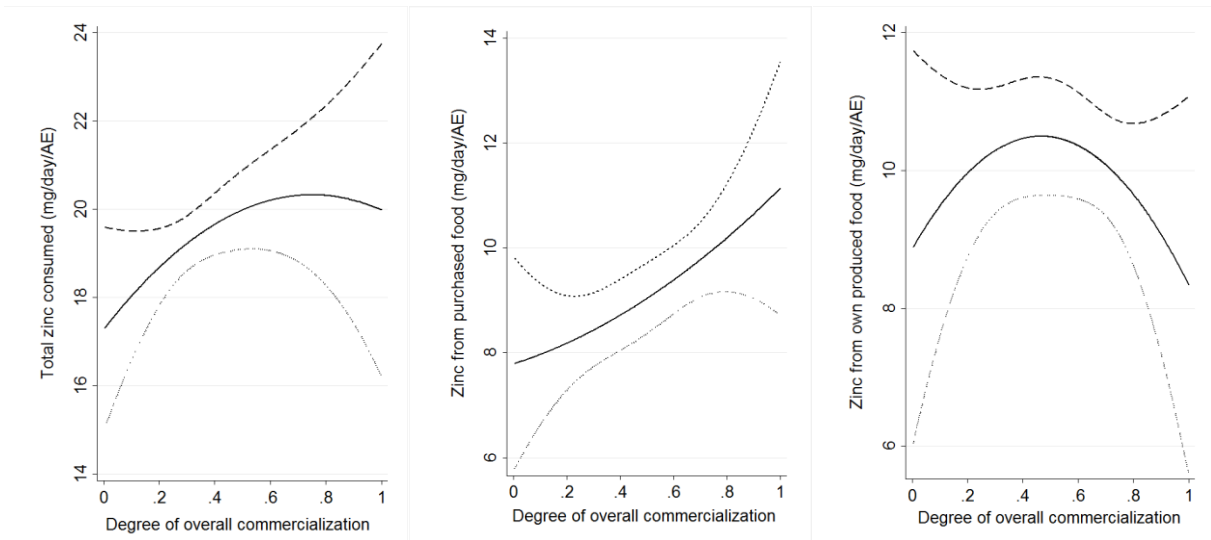 Total zinc consumed (mg/day/AE)
24
22
20
18
16
14
0 .2 .4 .6 .8 1
Degree of overall commercialization
Zinc from purchased food (mg/day/AE)
14
12
10
8
6
0 .2 .4 .6 .8 1
Degree of overall commercialization
Zinc from own produced food (mg/day/AE)
12
10
8
6
0 .2 .4 .6 .8 1
Degree of overall commercialization